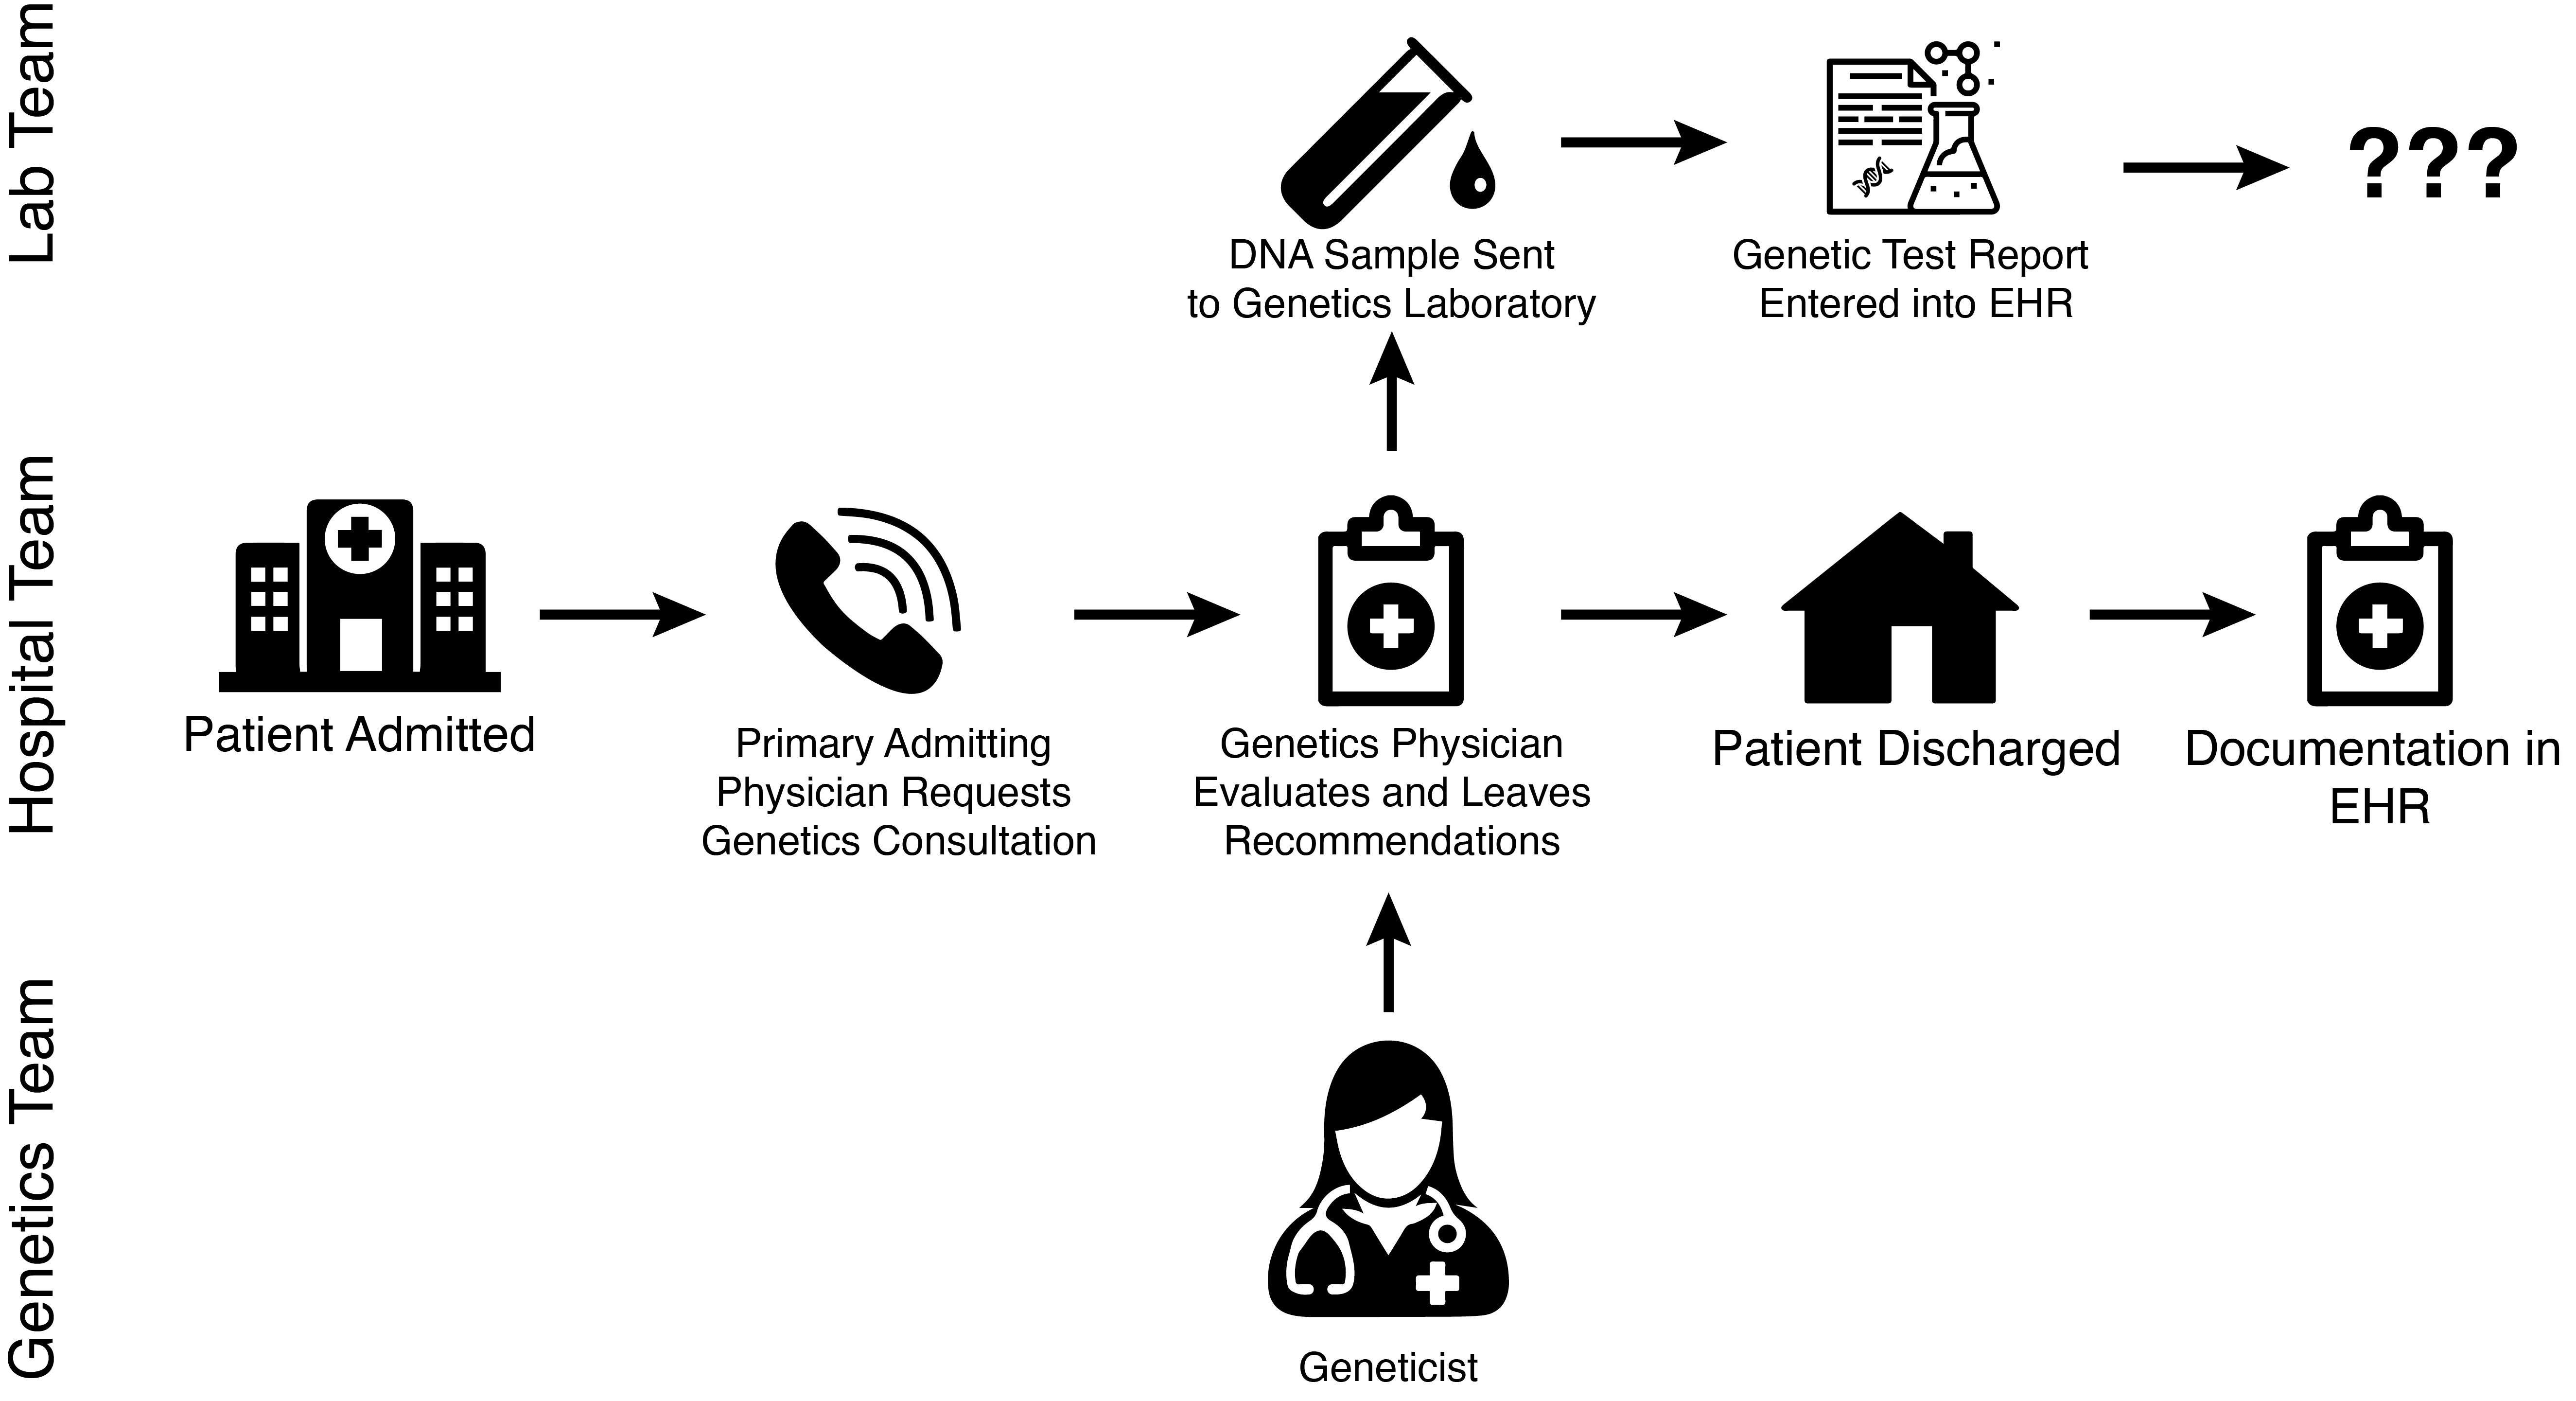 Lab Team
DNA Sample Sent
to Genetics Laboratory
Genetic Test Report
Entered into EHR
???
Hospital Team
Patient Admitted
Primary Admitting
Physician Requests
Genetics Consultation
Genetics Physician
Evaluates and Leaves
Recommendations
Patient Discharged
Documentation in
EHR
Genetics Team
Geneticist